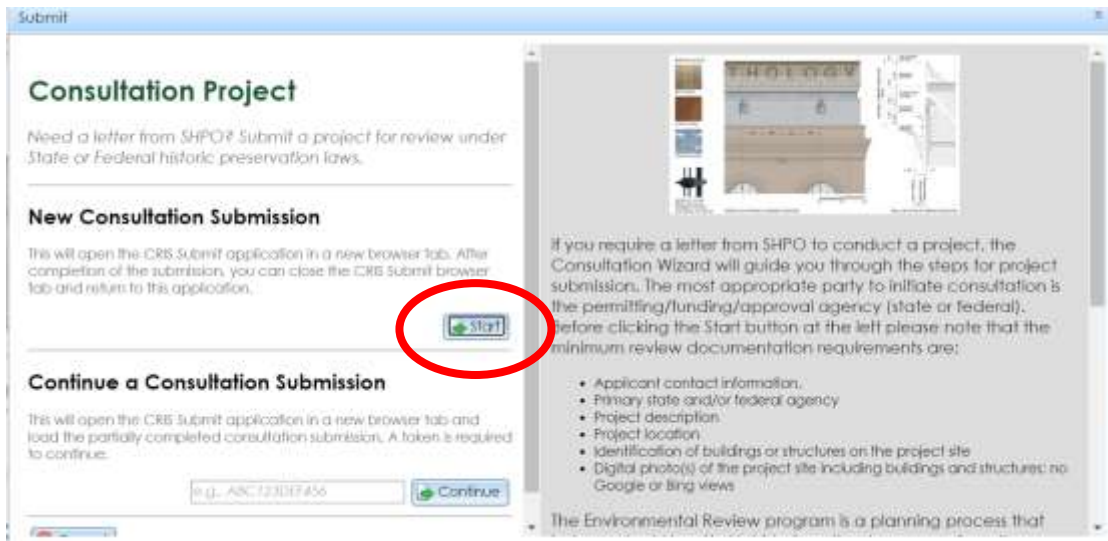 Submit
Consultation Project
Need a letter from SHPO? Submit a project for review under
State or Federal historic preservation laws.
New Consultation Submission
This will open the CRIS Submit application in a new browser tab. After
completion of the submission, you can close the CRIS Submit browser
tab and return to this application.
Start
Continue a Consultation Submission
This will open the CRIS Submit application in a new browser tab and
load the partially completed consultation submission. A token is required
to continue.
e.g., ABC123DEF456
Continue
THOLOGY
If you require a letter from SHPO to conduct a project, the
Consultation Wizard will guide you through the steps for project
submission. The most appropriate party to initiate consultation is
the permitting/funding/approval agency (state or federal).
Before clicking the Start button at the left please note that the
minimum review documentation requirements are:
• Applicant contact information.
• Primary state and/or federal agency
• Project description
• Project location
• Identification of buildings or structures on the project site
• Digital photo(s) of the project site including buildings and structures: no
Google or Bing views
The Environmental Review program is a planning process that